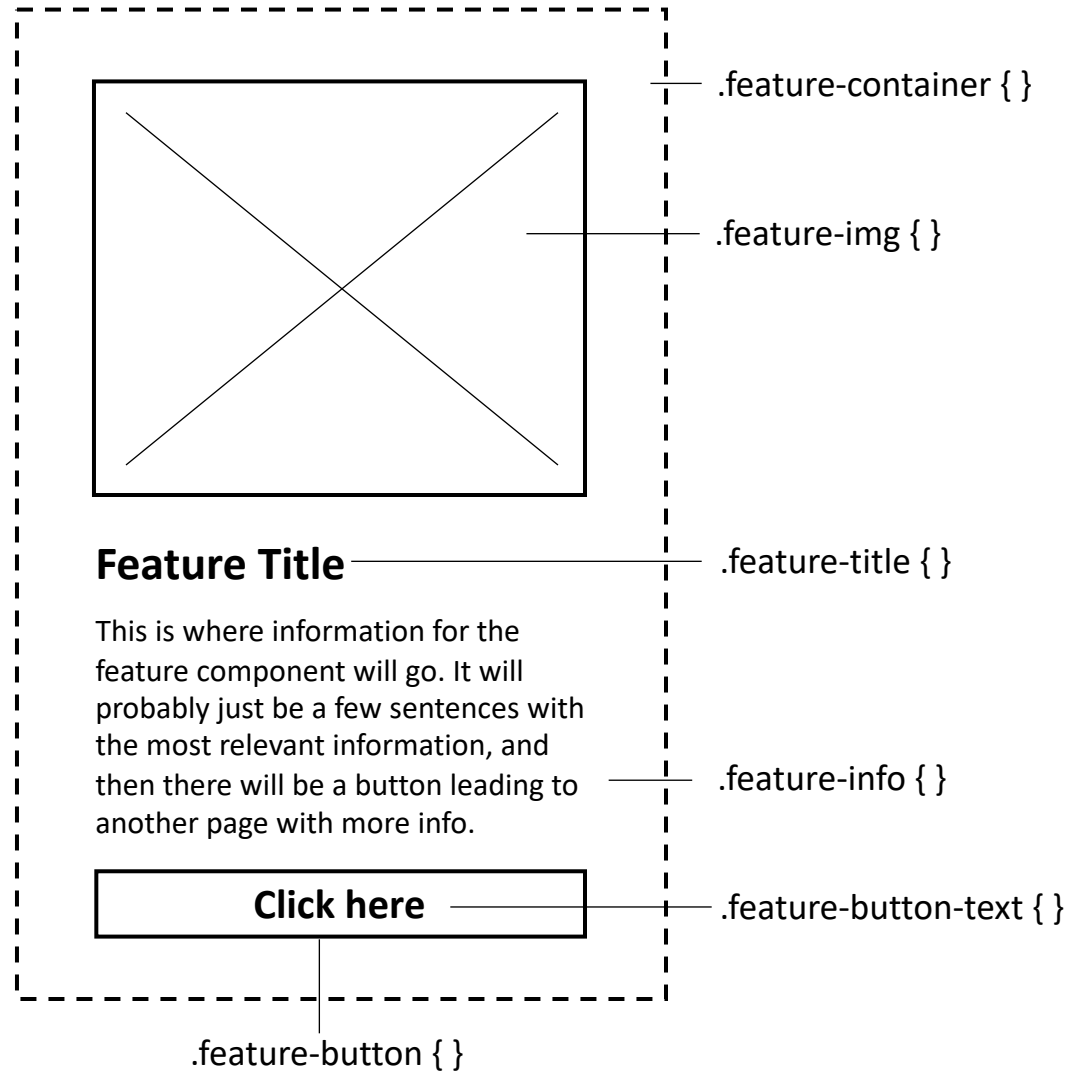 .feature-container { }
.feature-img { }
Feature Title
.feature-title { }
This is where information for the
feature component will go. It will
probably just be a few sentences with
the most relevant information, and
then there will be a button leading to
another page with more info.
.feature-info { }
Click here
.feature-button-text { }
.feature-button { }